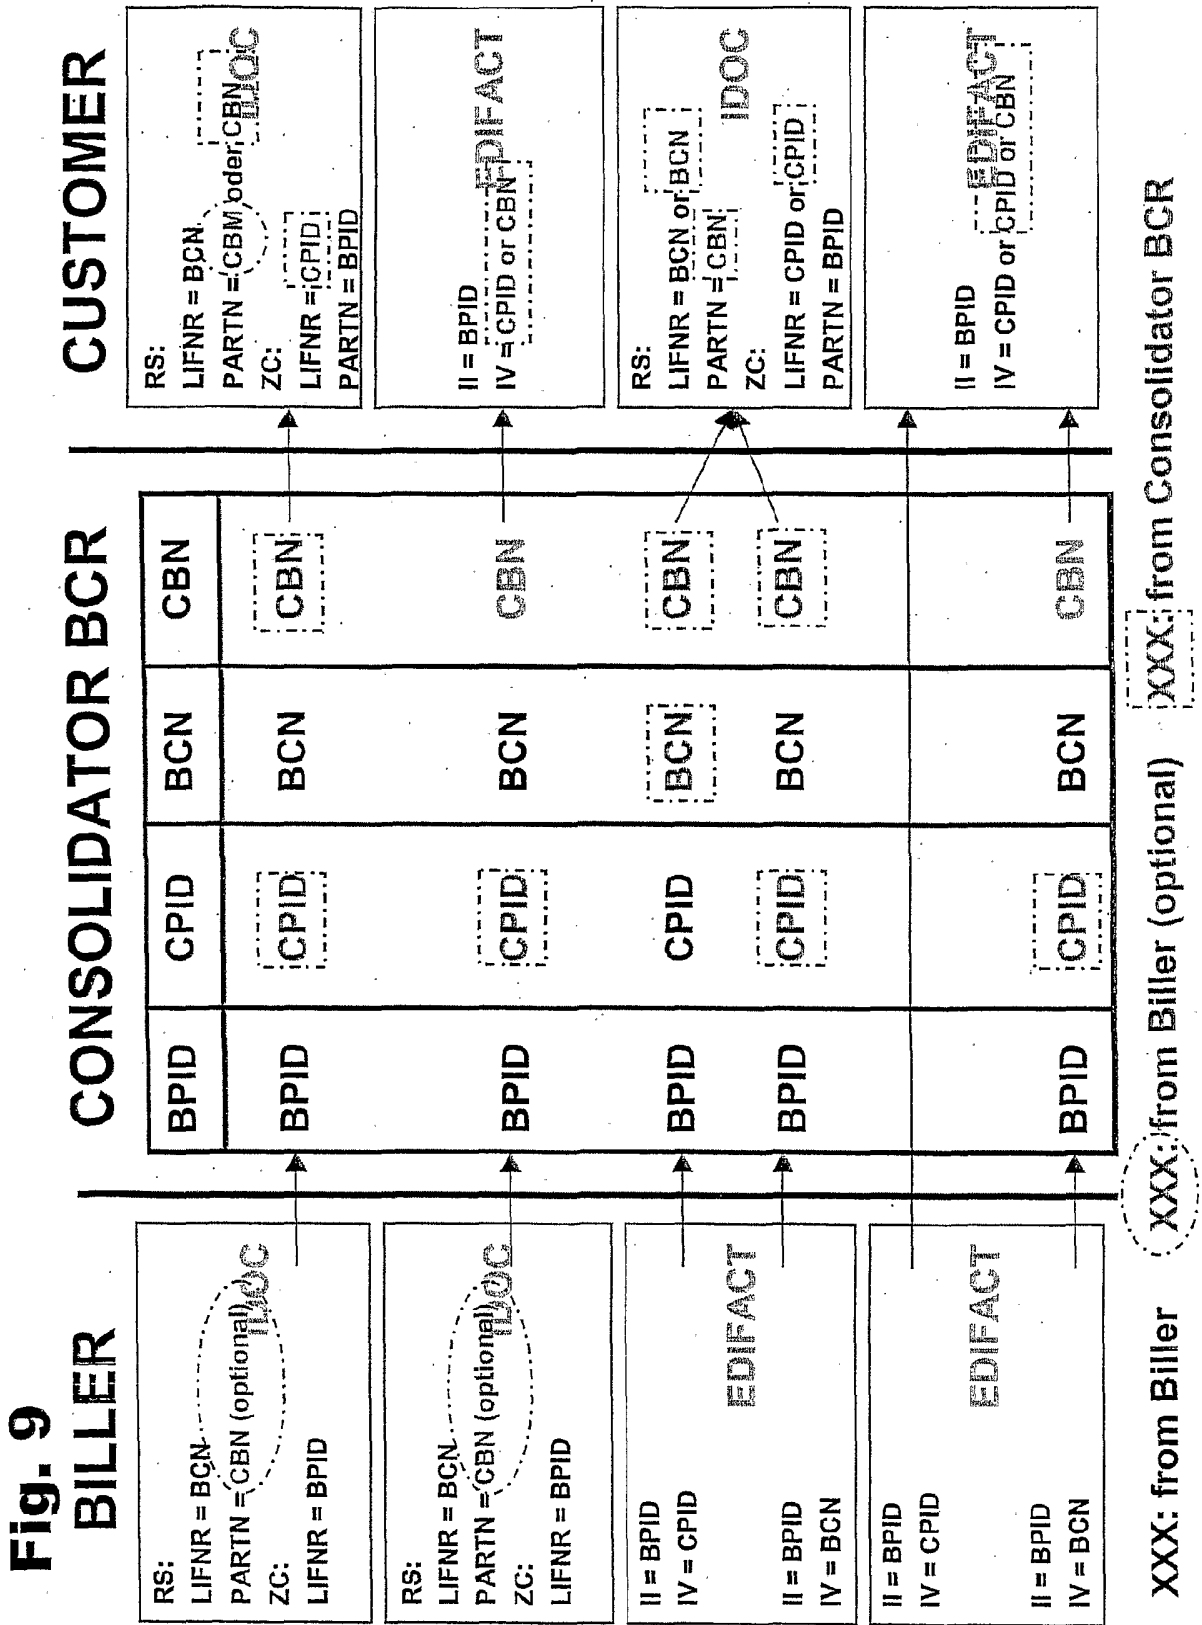 Fig. 9
BILLER
CONSOLIDATOR BCR
CUSTOMER
RS:
LIFNR = BCN
PARTN = CBN (optional)
ZC:
LIFNR = BPID
IDOC
RS:
LIFNR = BCN
PARTN = CBN (optional)
ZC:
LIFNR = BPID
IDOC
II = BPID
IV = CPID
EDIFACT
II = BPID
IV = BCN
II = BPID
IV = CPID
EDIFACT
II = BPID
IV = BCN
BPID CPID BCN CBN
BPID CPID BCN CBN
BPID CPID BCN CBN
BPID CPID BCN CBN
BPID CPID BCN CBN
BPID CPID BCN CBN
RS:
LIFNR = BCN
PARTN = CBM oder CBN
IDOC
ZC:
LIFNR = CPID
PARTN = BPID
EDIFACT
II = BPID
IV = CPID or CBN
RS:
LIFNR = BCN or BCN
PARTN = CBN
IDOC
ZC:
LIFNR = CPID or CPID
PARTN = BPID
EDIFACT
II = BPID
IV = CPID or CPID or CBN
XXX: from Biller
XXX: from Biller (optional)
XXX: from Consolidator BCR